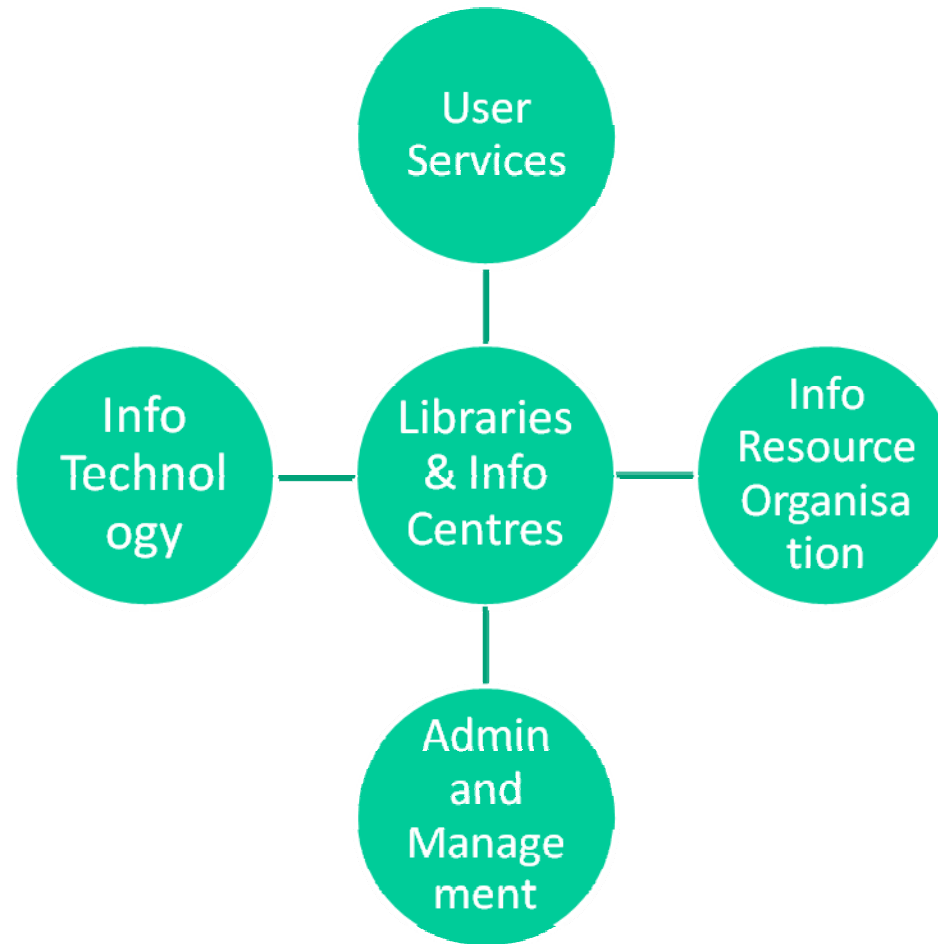 User
Services
Info
Technol
ogy
Libraries
& Info
Centres
Info
Resource
Organisa
tion
Admin
and
Manage
ment